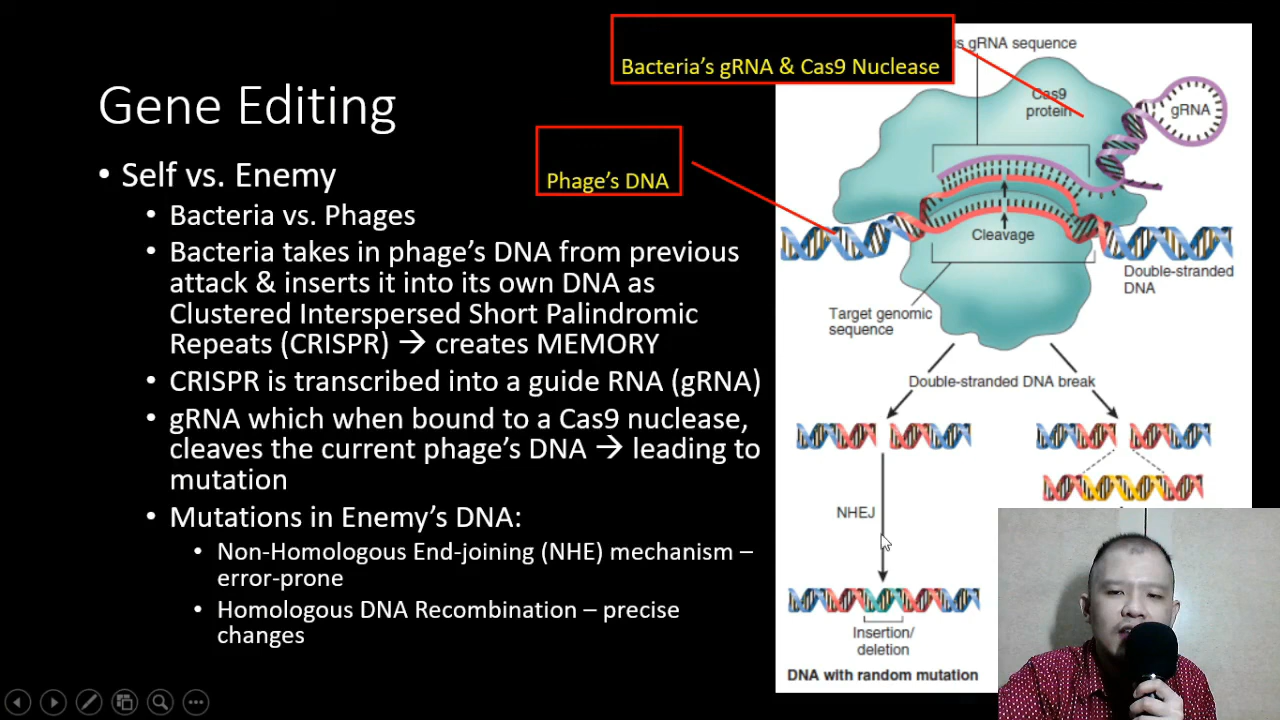 Gene Editing
• Self vs. Enemy
• Bacteria vs. Phages
• Bacteria takes in phage's DNA from previous
attack & inserts it into its own DNA as
Clustered Interspersed Short Palindromic
Repeats (CRISPR) → creates MEMORY
• CRISPR is transcribed into a guide RNA (gRNA)
• gRNA which when bound to a Cas9 nuclease,
cleaves the current phage's DNA → leading to
mutation
• Mutations in Enemy's DNA:
• Non-Homologous End-joining (NHE) mechanism –
error-prone
• Homologous DNA Recombination – precise
changes
Bacteria's gRNA & Cas9 Nuclease
Phage's DNA
gRNA sequence
Cas9
protein
gRNA
Cleavage
Double-stranded
DNA
Target genomic
sequence
Double-stranded DNA break
NHEJ
Insertion/
deletion
DNA with random mutation